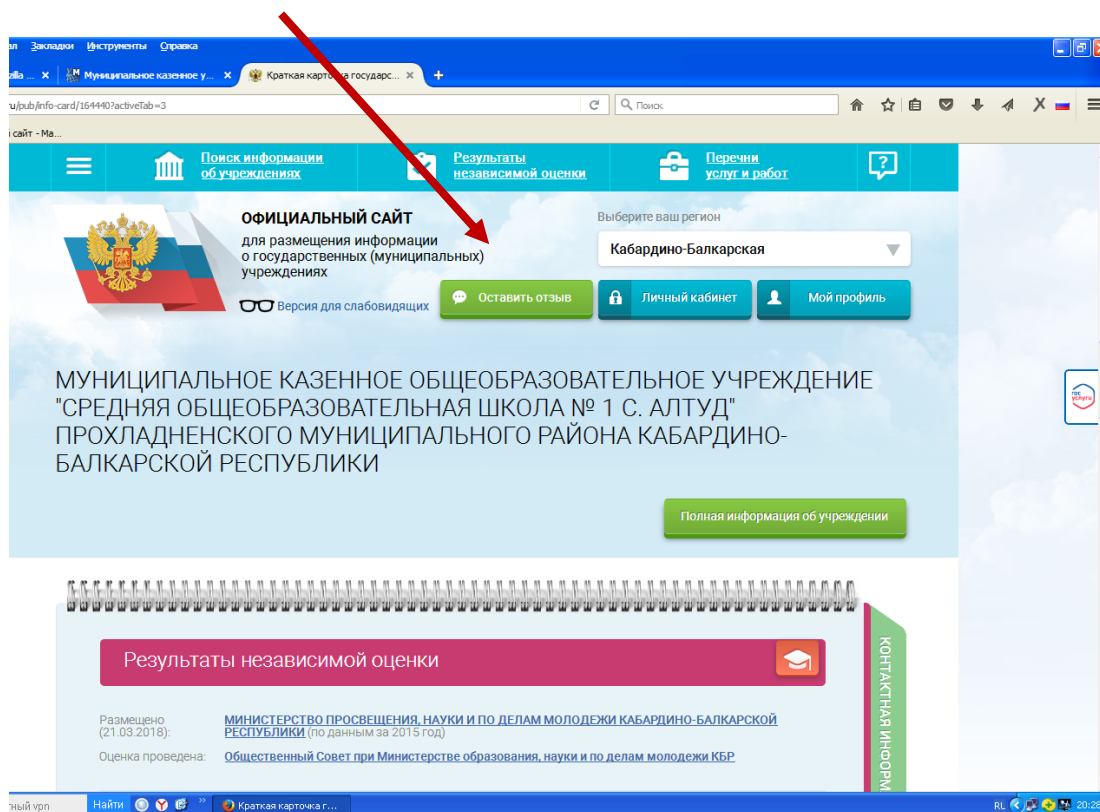 ал Закладки Инструменты Справка
zilla ... × Муниципальное казенное у... × Краткая карточка государс... × +
ru/pub/info-card/164440?activeTab=3 Поиск
й сайт - Ma...
Поиск информации
об учреждениях
Результаты
независимой оценки
Перечни
услуг и работ
ОФИЦИАЛЬНЫЙ САЙТ
для размещения информации
о государственных (муниципальных)
учреждениях
Версия для слабовидящих
Выберите ваш регион
Кабардино-Балкарская
Оставить отзыв
Личный кабинет
Мой профиль
МУНИЦИПАЛЬНОЕ КАЗЕННОЕ ОБЩЕОБРАЗОВАТЕЛЬНОЕ УЧРЕЖДЕНИЕ
"СРЕДНЯЯ ОБЩЕОБРАЗОВАТЕЛЬНАЯ ШКОЛА № 1 С. АЛТУД"
ПРОХЛАДНЕНСКОГО МУНИЦИПАЛЬНОГО РАЙОНА КАБАРДИНО-
БАЛКАРСКОЙ РЕСПУБЛИКИ
гос
услуги
Полная информация об учреждении
Результаты независимой оценки
КОНТАКТНАЯ ИНФОРМ
Размещено
(21.03.2018):
МИНИСТЕРСТВО ПРОСВЕЩЕНИЯ, НАУКИ И ПО ДЕЛАМ МОЛОДЕЖИ КАБАРДИНО-БАЛКАРСКОЙ
РЕСПУБЛИКИ (по данным за 2015 год)
Оценка проведена:
Общественный Совет при Министерстве образования, науки и по делам молодежи КБР
тный vpn Найти » Краткая карточка г... RL 20:28